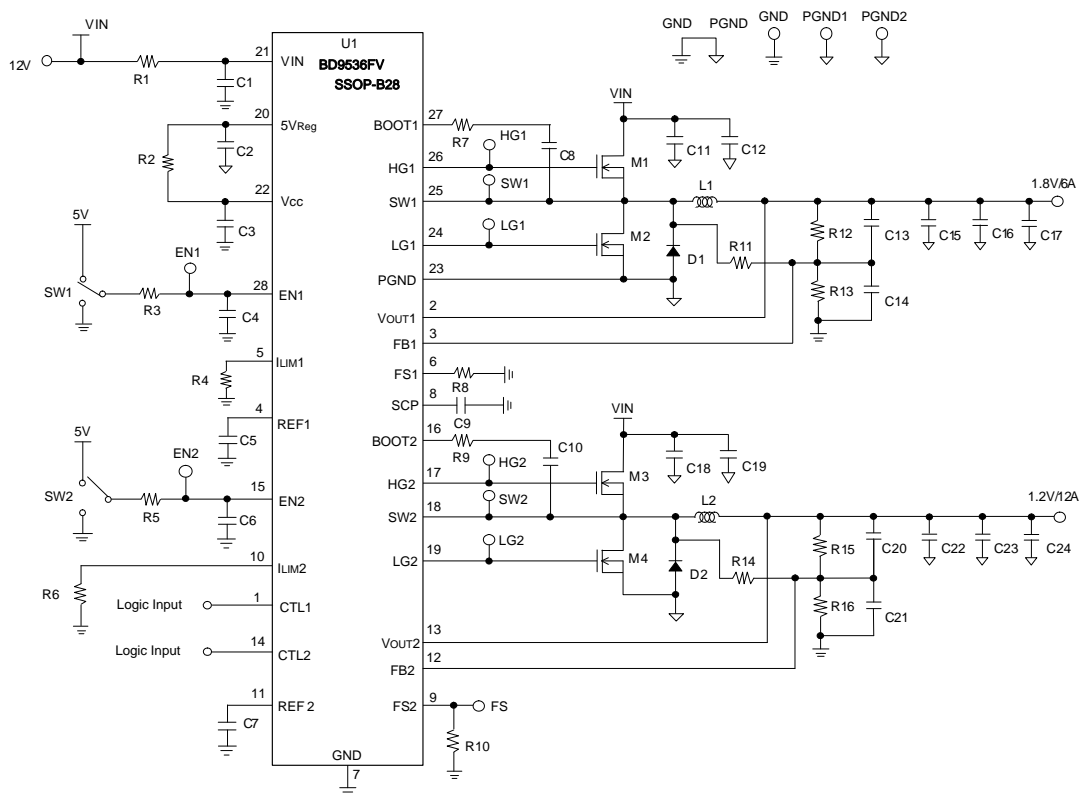 VIN
12V
R1
21
VIN
C1
U1
BD9536FV
SSOP-B28
GND PGND GND PGND1 PGND2
20
5VReg
C2
R2
22
Vcc
C3
5V
SW1
R3
EN1
28
EN1
C4
5
ILIM1
R4
4
REF1
C5
5V
SW2
R5
EN2
15
EN2
C6
10
ILIM2
R6
Logic Input
1
CTL1
Logic Input
14
CTL2
11
REF2
C7
GND
7
BOOT1
27
R7
C8
HG1
26
HG1
SW1
25
SW1
LG1
24
LG1
PGND
23
VOUT1
2
FB1
3
FS1
6
R8
SCP
8
C9
VIN
M1
C11
C12
M2
L1
D1
R11
R12
C13
R13
C14
C15
C16
C17
1.8V/6A
BOOT2
16
R9
C10
HG2
17
HG2
SW2
18
SW2
LG2
19
LG2
VOUT2
13
FB2
12
FS2
9
FS
R10
VIN
M3
C18
C19
M4
L2
D2
R14
R15
C20
R16
C21
C22
C23
C24
1.2V/12A